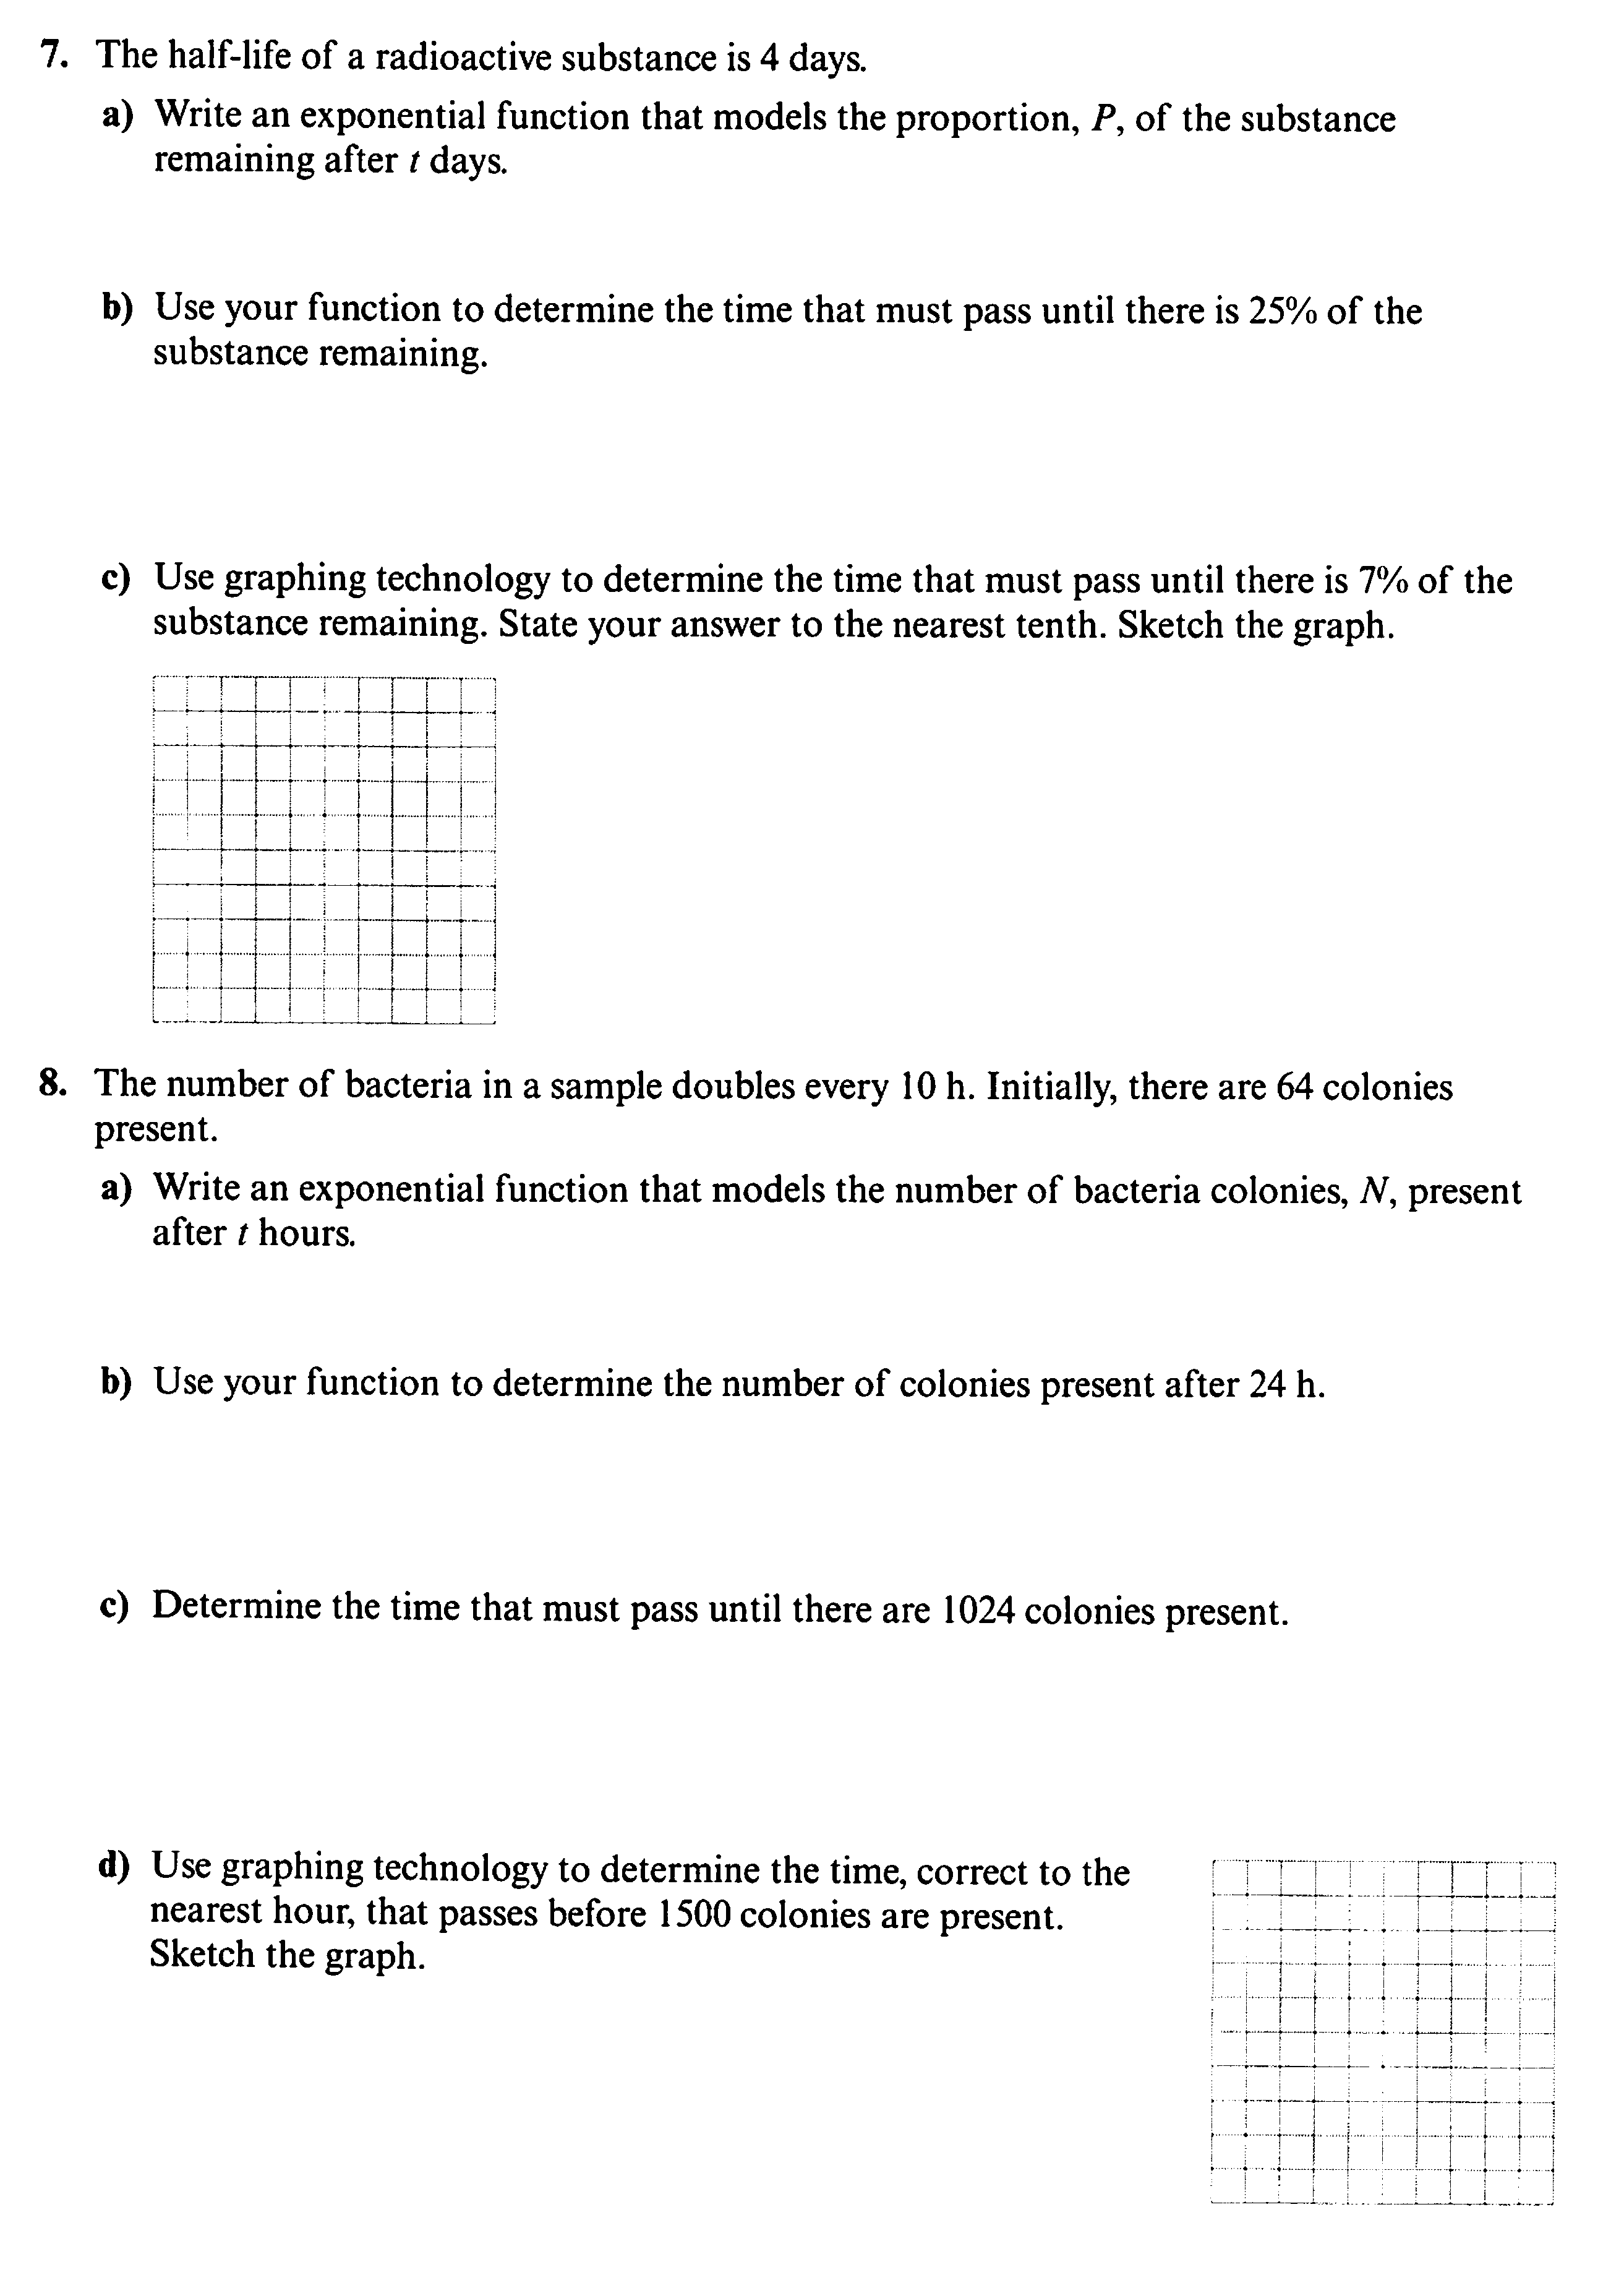 7. The half-life of a radioactive substance is 4 days.
a) Write an exponential function that models the proportion, P, of the substance
remaining after t days.
b) Use your function to determine the time that must pass until there is 25% of the
substance remaining.
c) Use graphing technology to determine the time that must pass until there is 7% of the
substance remaining. State your answer to the nearest tenth. Sketch the graph.
8. The number of bacteria in a sample doubles every 10 h. Initially, there are 64 colonies
present.
a) Write an exponential function that models the number of bacteria colonies, N, present
after t hours.
b) Use your function to determine the number of colonies present after 24 h.
c) Determine the time that must pass until there are 1024 colonies present.
d) Use graphing technology to determine the time, correct to the
nearest hour, that passes before 1500 colonies are present.
Sketch the graph.